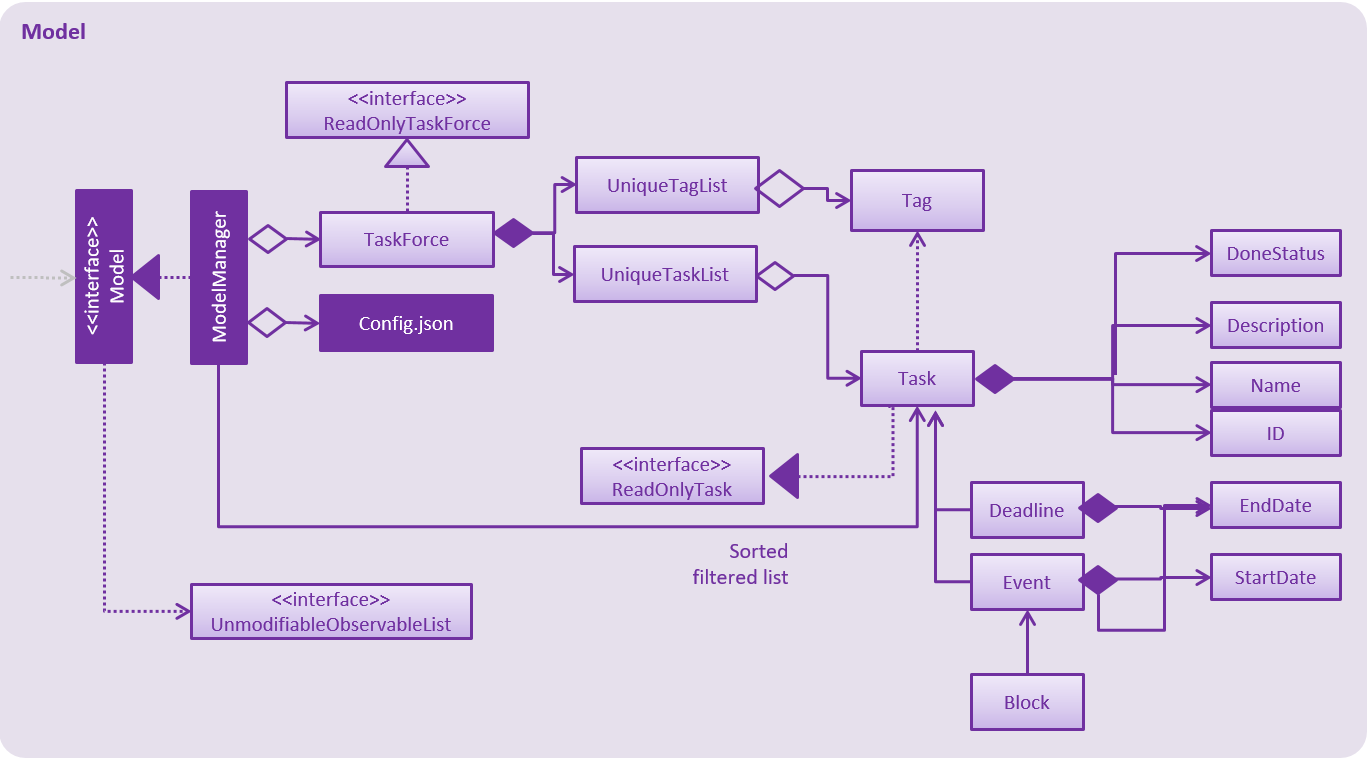 Model
<<interface>>
ReadOnlyTaskForce
<<interface>>
Model
ModelManager
TaskForce
Config.json
UniqueTagList
UniqueTaskList
Tag
Task
DoneStatus
Description
Name
ID
<<interface>>
ReadOnlyTask
Deadline
Event
EndDate
StartDate
Sorted
filtered list
<<interface>>
UnmodifiableObservableList
Block